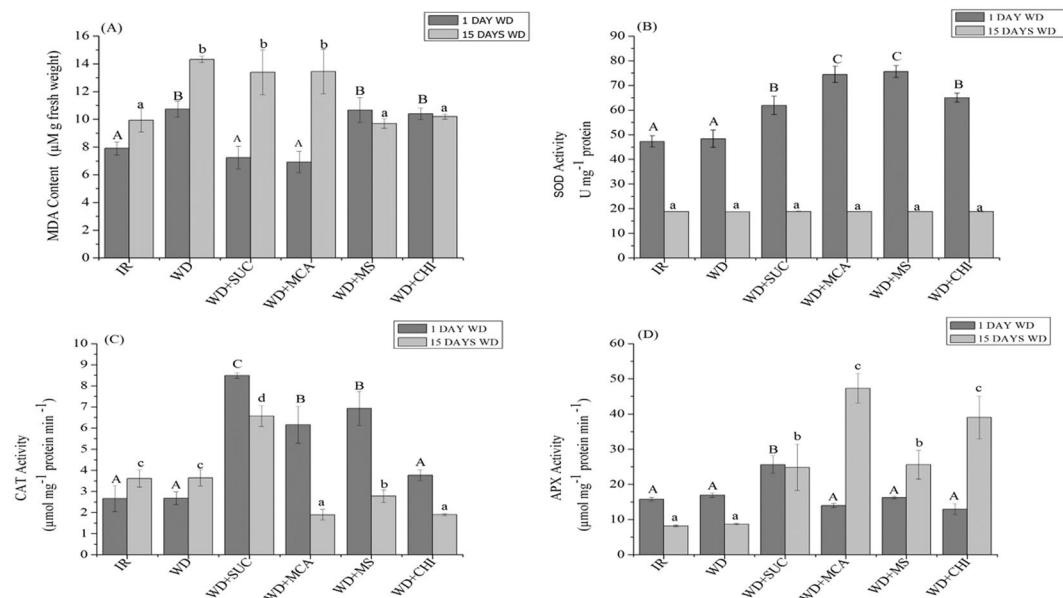 (A)
1 DAY WD
15 DAYS WD
MDA Content (µM g fresh weight)
16
14
12
10
8
6
4
2
0
A a B b A b A b B a B a
IR WD WD+SUC WD+MCA WD+MS WD+CHI
(B)
1 DAY WD
15 DAYS WD
SOD Activity
U mg⁻¹ protein
90
80
70
60
50
40
30
20
10
0
A a A a B a C a C a B a
IR WD WD+SUC WD+MCA WD+MS WD+CHI
(C)
1 DAY WD
15 DAYS WD
CAT Activity
(µmol mg⁻¹ protein min⁻¹)
10
9
8
7
6
5
4
3
2
1
0
A c A c C d B a B b A a
IR WD WD+SUC WD+MCA WD+MS WD+CHI
(D)
1 DAY WD
15 DAYS WD
APX Activity
(µmol mg⁻¹ protein min⁻¹)
60
50
40
30
20
10
0
A a A a B b A c A b A c
IR WD WD+SUC WD+MCA WD+MS WD+CHI